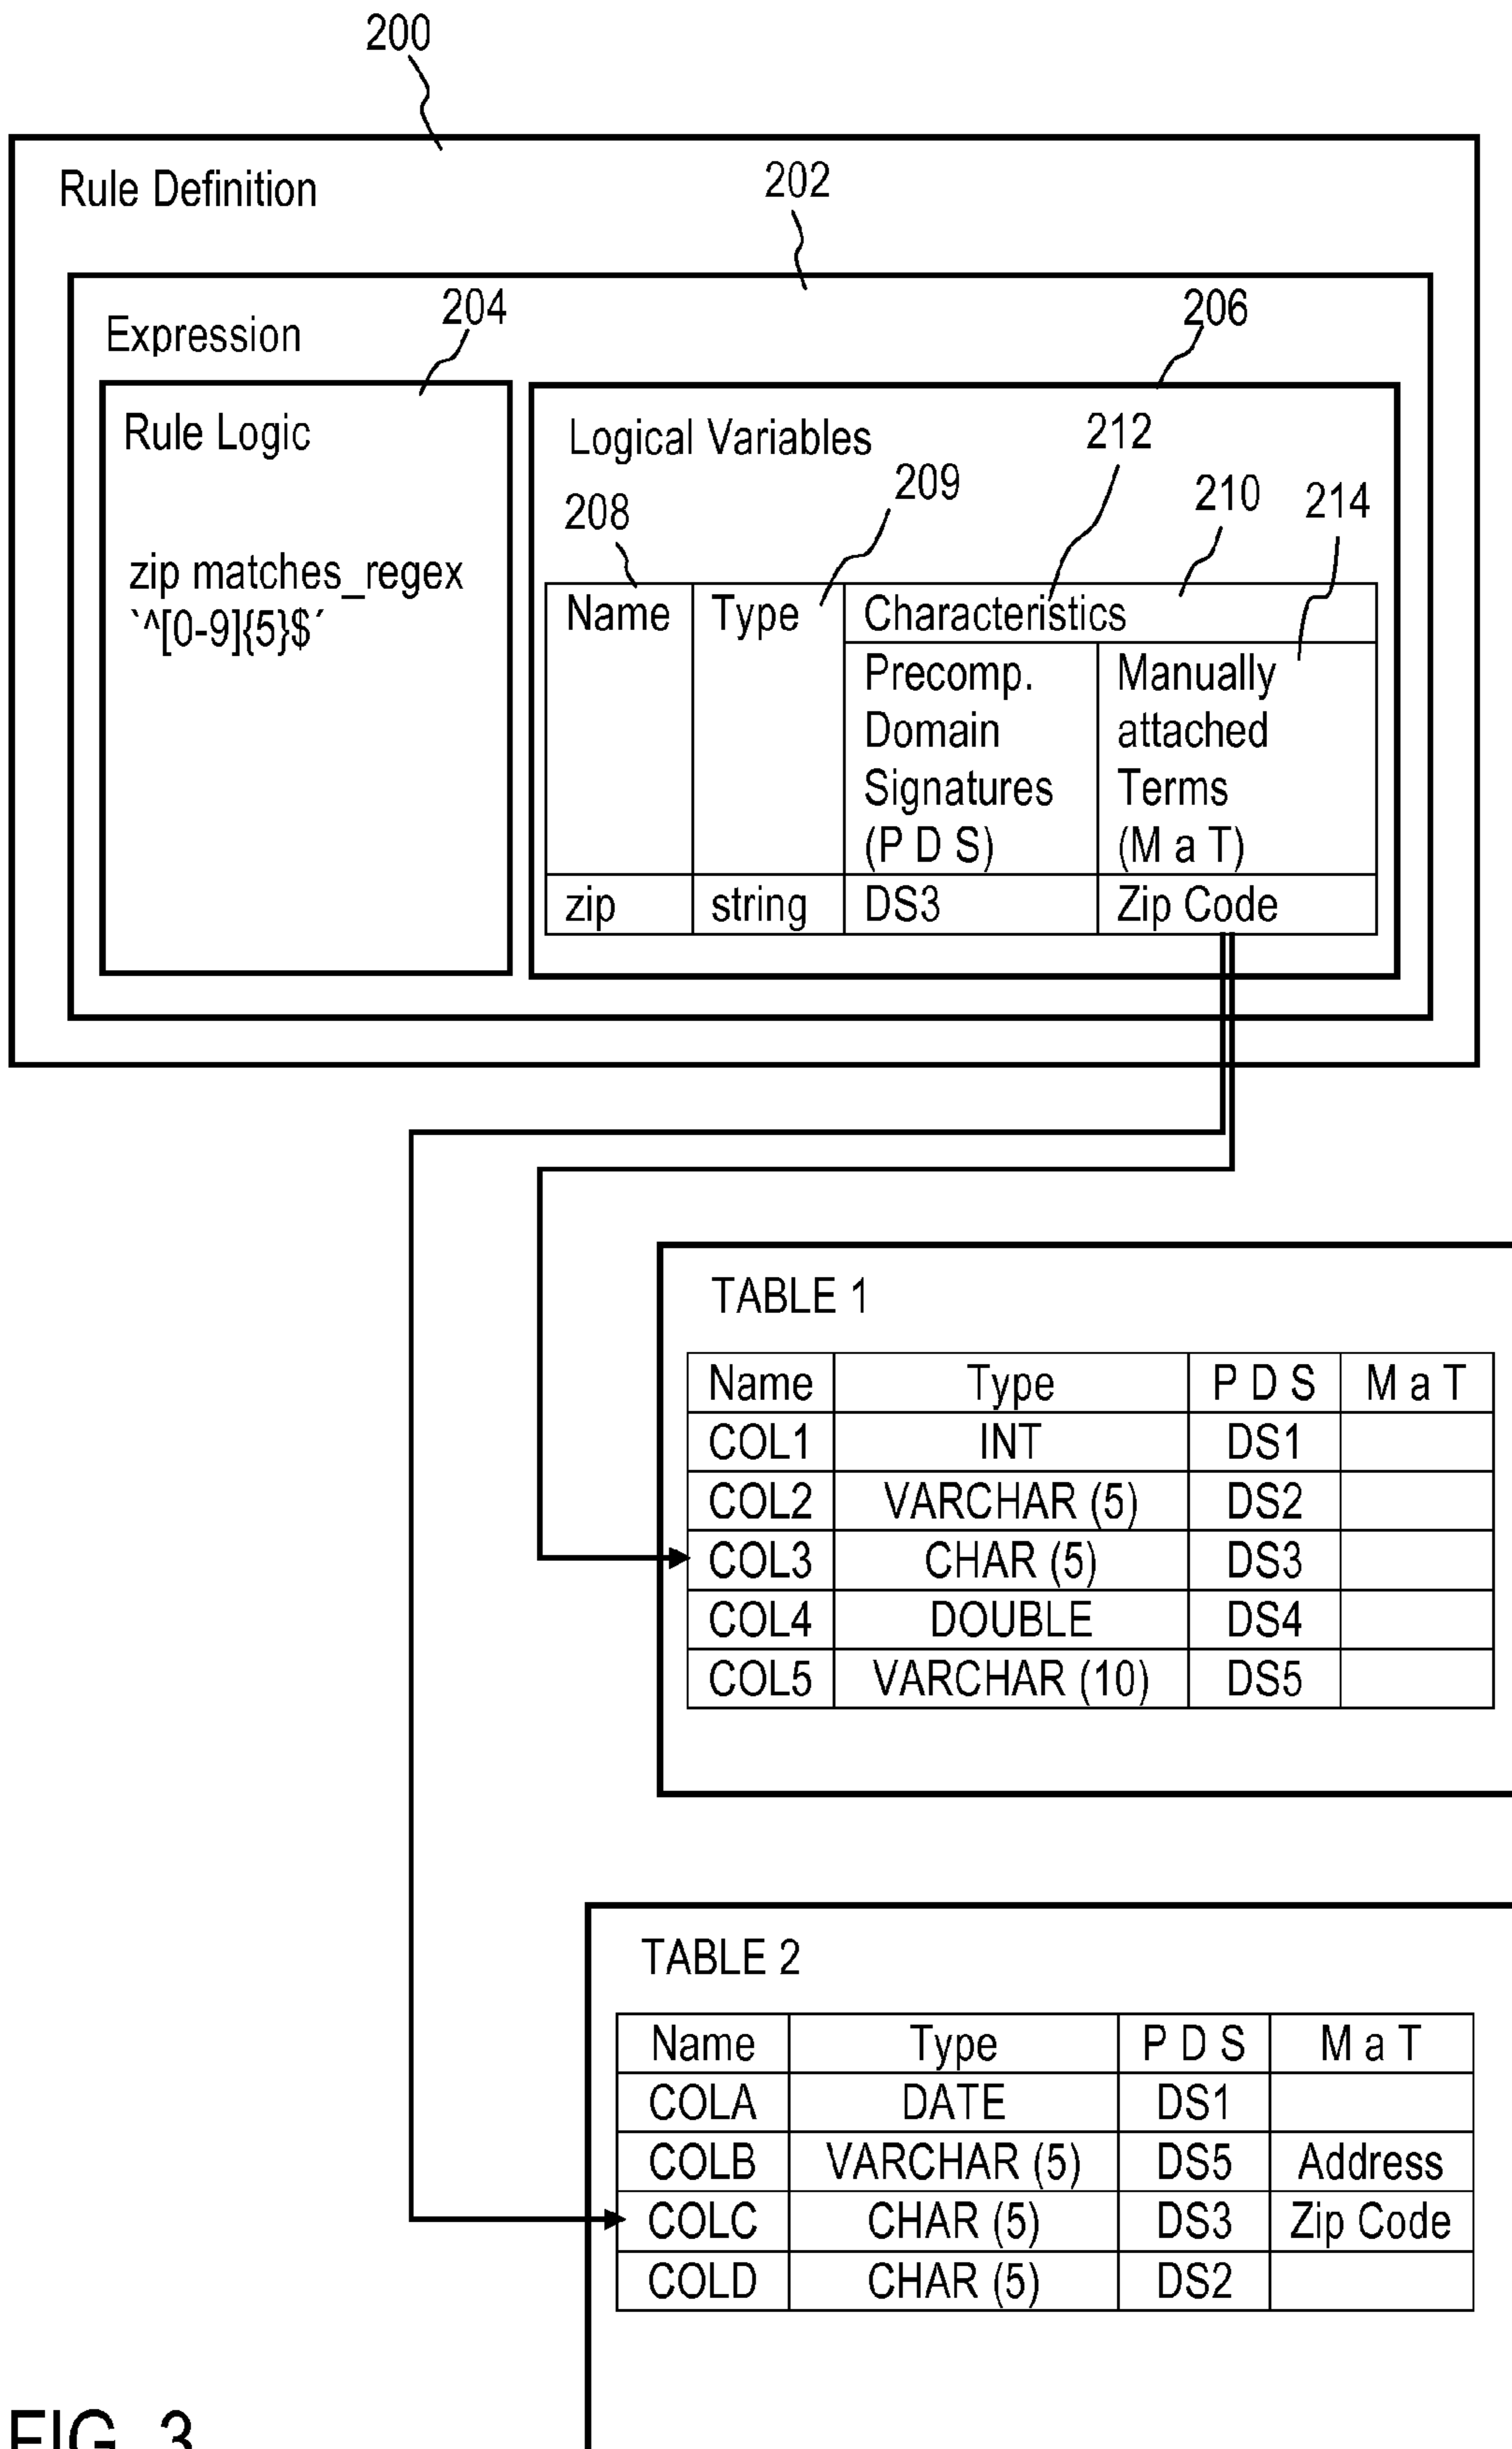 200
Rule Definition
202
Expression
204
206
Rule Logic
Logical Variables
212
209
210
214
208
zip matches_regex
`^[0-9]{5}$´
Name Type Characteristics
Precomp. Domain Signatures (P D S)
Manually attached Terms (M a T)
zip string DS3 Zip Code
TABLE 1
Name Type P D S M a T
COL1 INT DS1
COL2 VARCHAR (5) DS2
COL3 CHAR (5) DS3
COL4 DOUBLE DS4
COL5 VARCHAR (10) DS5
TABLE 2
Name Type P D S M a T
COLA DATE DS1
COLB VARCHAR (5) DS5 Address
COLC CHAR (5) DS3 Zip Code
COLD CHAR (5) DS2
FIG. 3